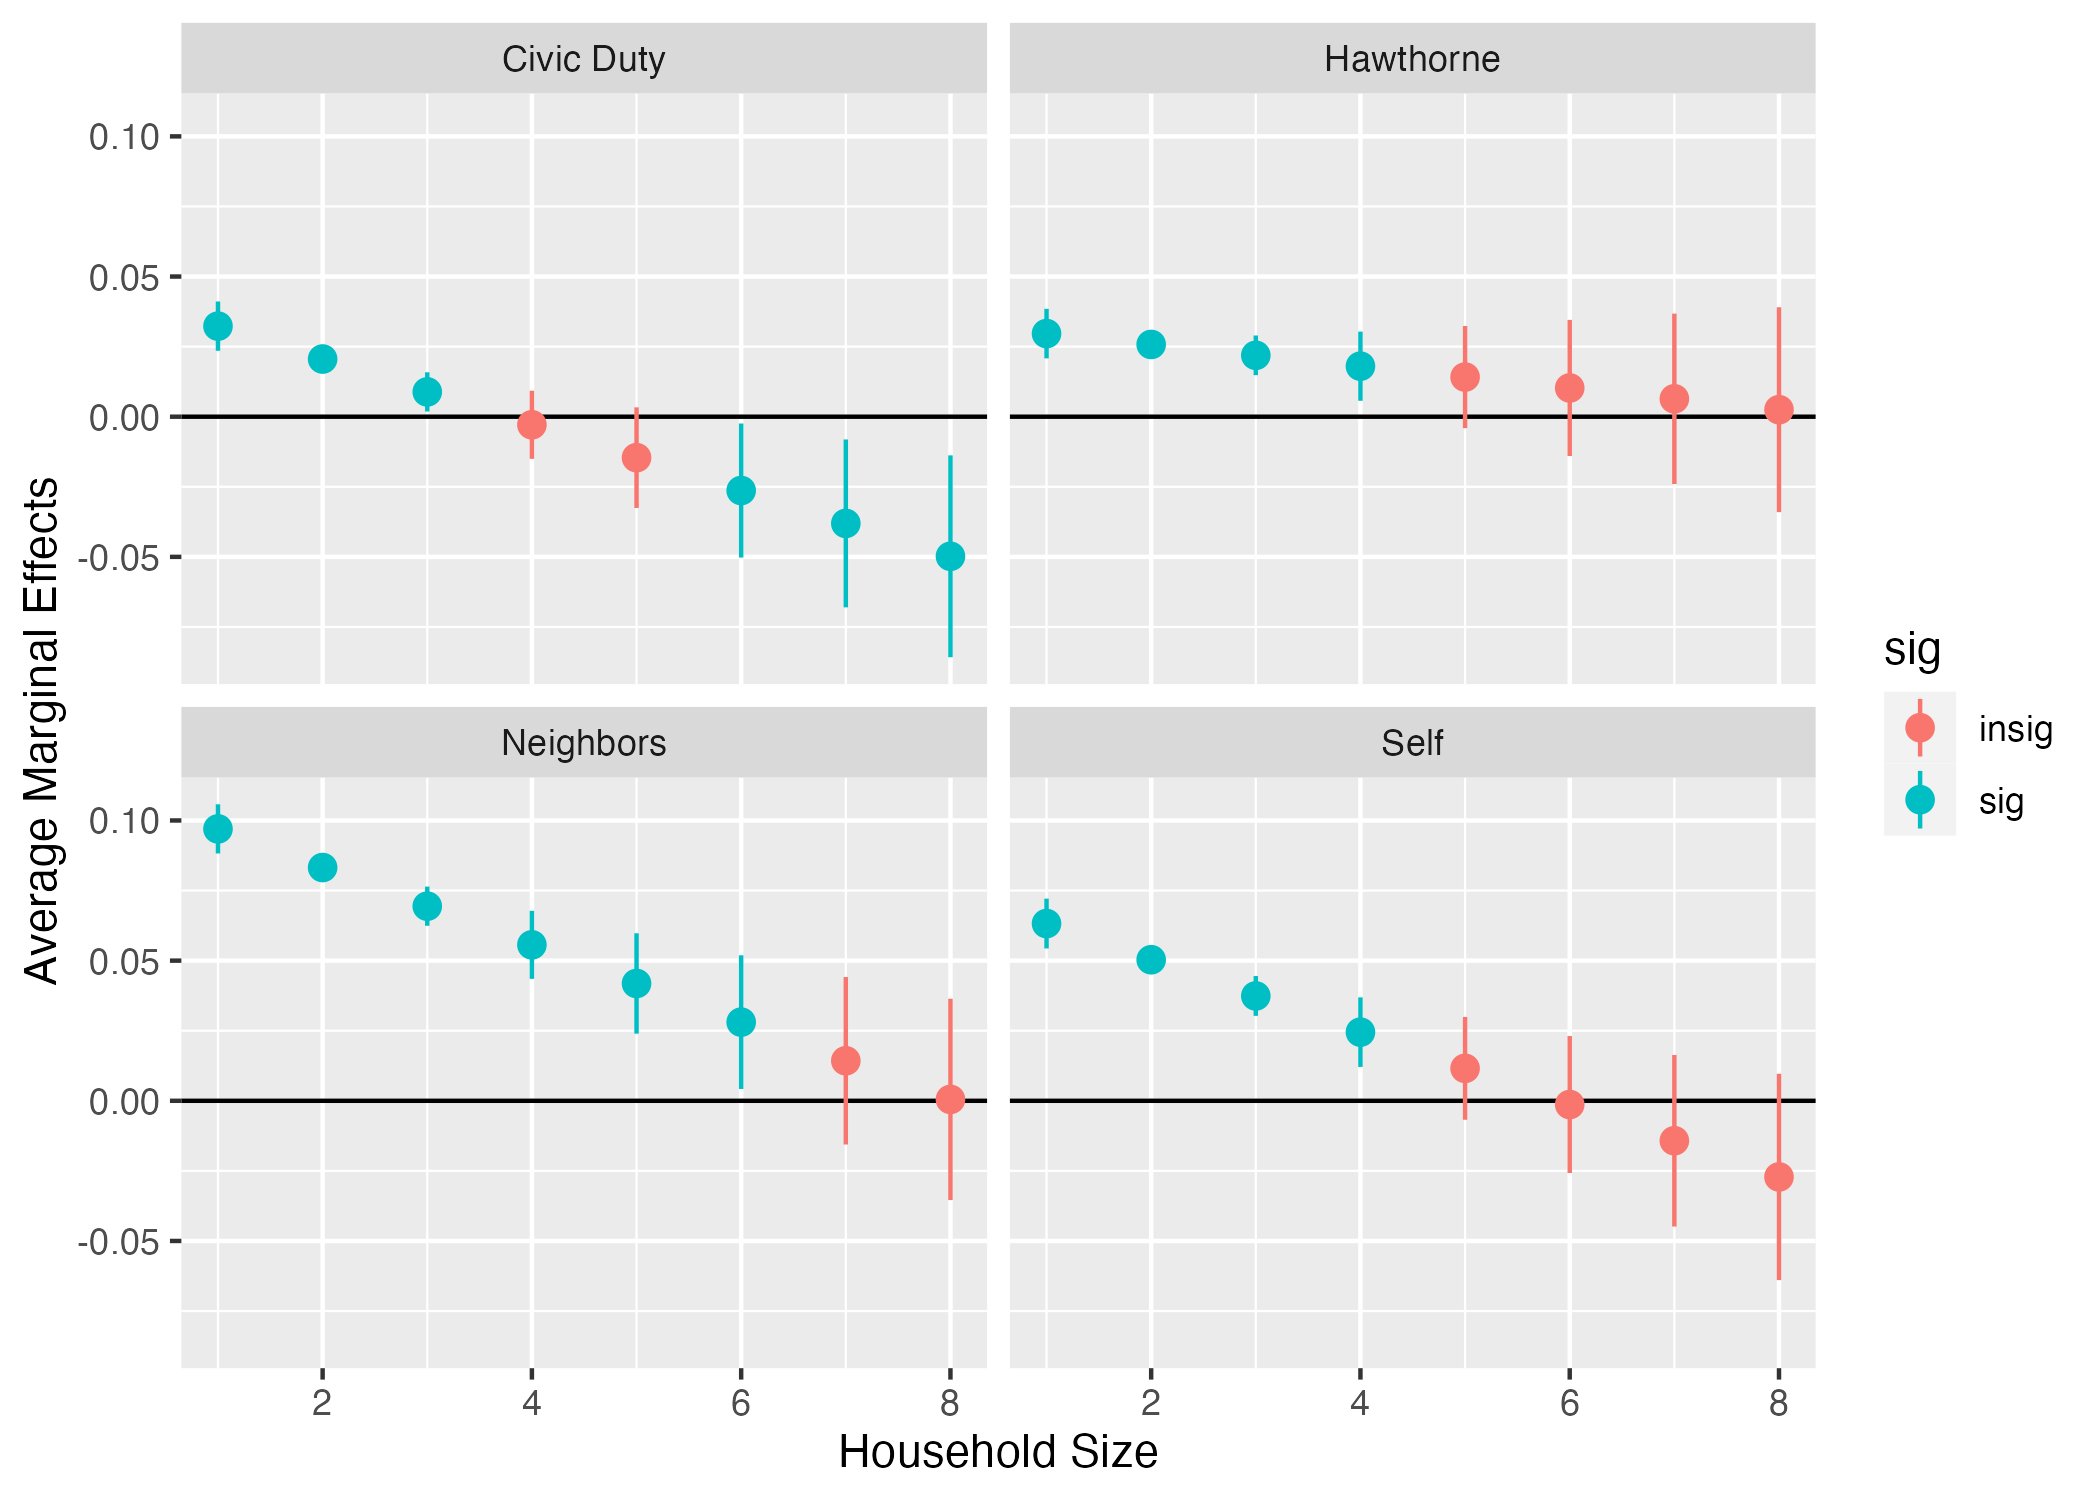 Civic Duty
Hawthorne
0.10
0.05
0.00
-0.05
Neighbors
Self
0.10
0.05
0.00
-0.05
2
4
6
8
2
4
6
8
Household Size
Average Marginal Effects
sig
insig
sig